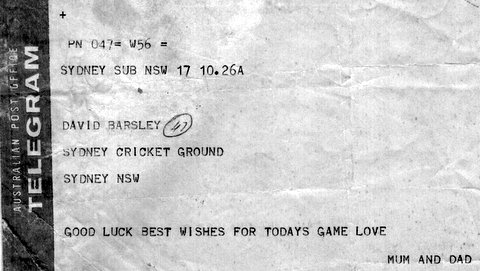 AUSTRALIAN POST OFFICE
TELEGRAM
+
PN 047= W56 =
SYDNEY SUB NSW 17 10.26A
DAVID BARSLEY 47
SYDNEY CRICKET GROUND
SYDNEY NSW
GOOD LUCK BEST WISHES FOR TODAYS GAME LOVE
MUM AND DAD